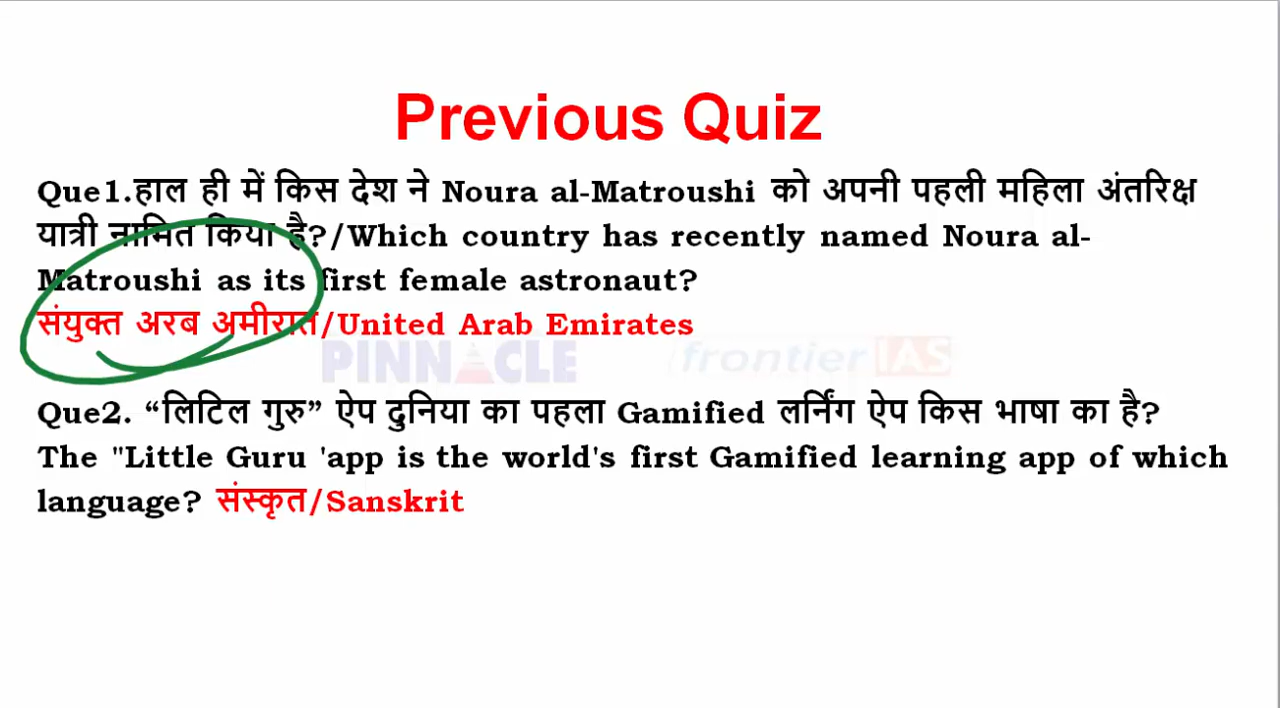 Previous Quiz
Que1.हाल ही में किस देश ने Noura al-Matroushi को अपनी पहली महिला अंतरिक्ष
यात्री नामित किया है?/Which country has recently named Noura al-
Matroushi as its first female astronaut?
संयुक्त अरब अमीरात/United Arab Emirates
PINNACLE frontier IAS
Que2. “लिटिल गुरु” ऐप दुनिया का पहला Gamified लर्निंग ऐप किस भाषा का है?
The "Little Guru 'app is the world's first Gamified learning app of which
language? संस्कृत/Sanskrit